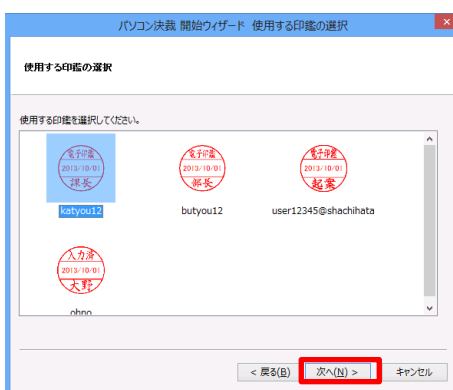 パソコン決裁 開始ウィザード 使用する印鑑の選択
使用する印鑑の選択
使用する印鑑を選択してください。
電子印鑑
2013/10/01
課長
katyou12
電子印鑑
2013/10/01
部長
butyou12
電子印鑑
2013/10/01
起案
user12345@shachihata
入力済
2013/10/01
大野
ohno
< 戻る(B)
次へ(N) >
キャンセル